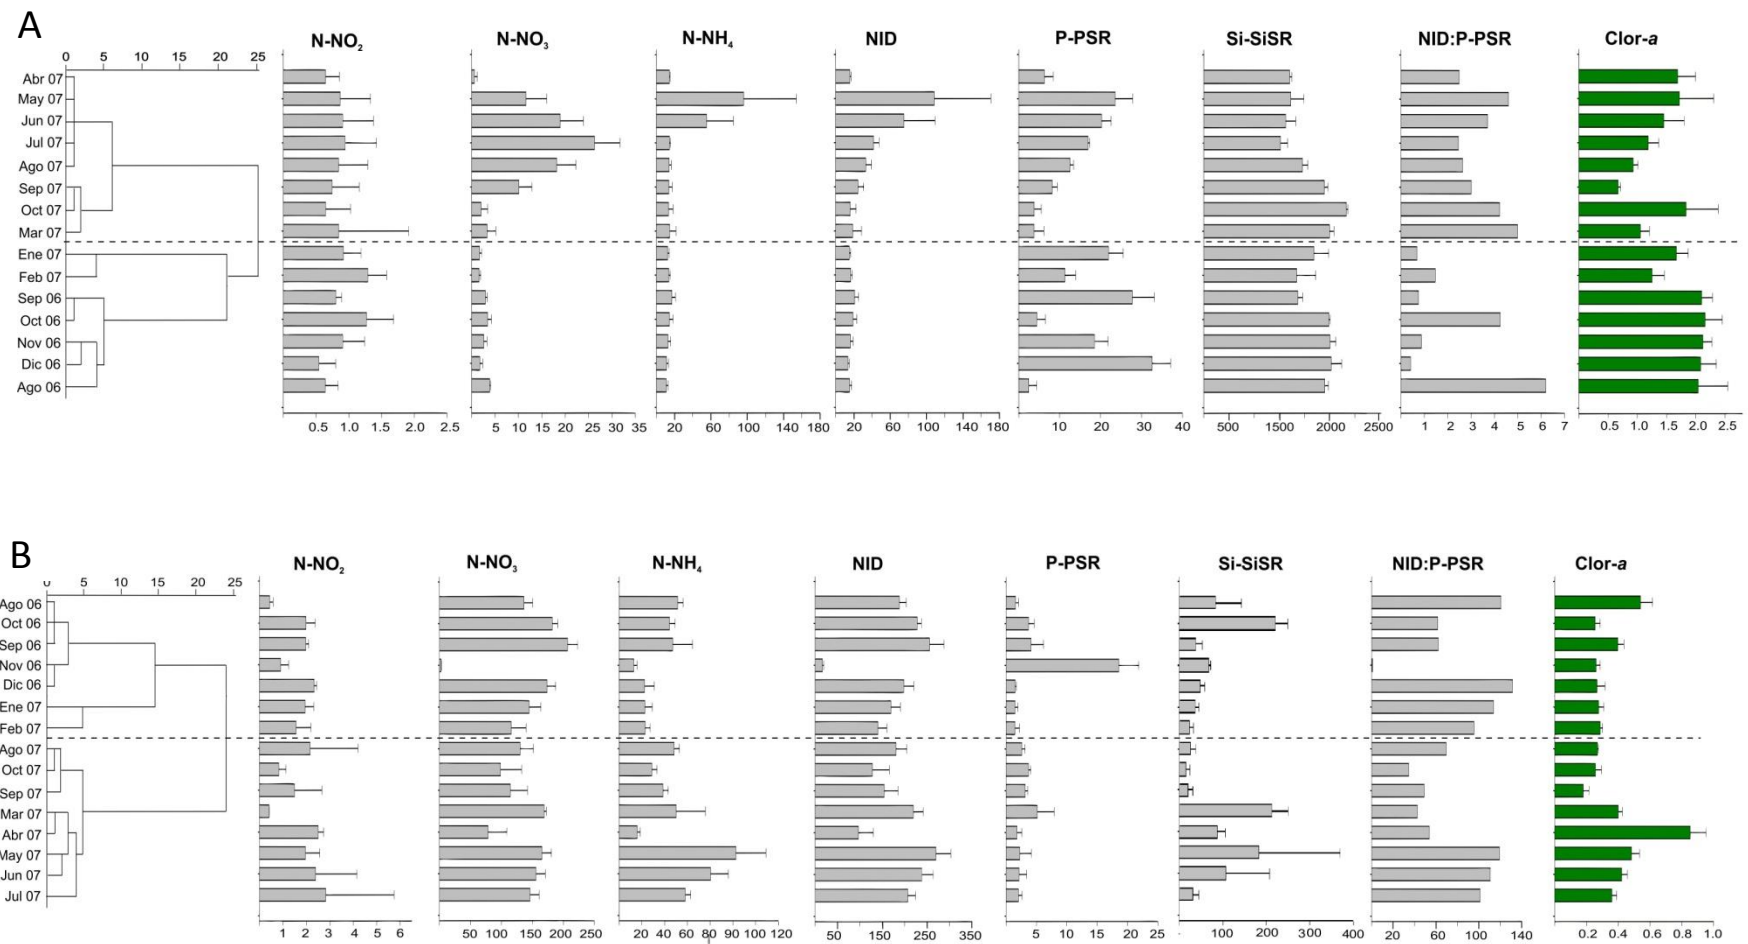 A
N-NO2 N-NO3 N-NH4 NID P-PSR Si-SiSR NID:P-PSR Clor-a
0 5 10 15 20 25
Abr 07
May 07
Jun 07
Jul 07
Ago 07
Sep 07
Oct 07
Mar 07
Ene 07
Feb 07
Sep 06
Oct 06
Nov 06
Dic 06
Ago 06
0.5 1.0 1.5 2.0 2.5 5 10 15 20 25 30 35 20 60 100 140 180 20 60 100 140 180 10 20 30 40 500 1500 2000 2500 1 2 3 4 5 6 7 0.5 1.0 1.5 2.0 2.5
B
N-NO2 N-NO3 N-NH4 NID P-PSR Si-SiSR NID:P-PSR Clor-a
0 5 10 15 20 25
Ago 06
Oct 06
Sep 06
Nov 06
Dic 06
Ene 07
Feb 07
Ago 07
Oct 07
Sep 07
Mar 07
Abr 07
May 07
Jun 07
Jul 07
1 2 3 4 5 6 50 100 150 200 250 20 40 60 80 100 120 50 150 250 350 5 10 15 20 25 100 200 300 400 20 60 100 140 0.2 0.4 0.6 0.8 1.0